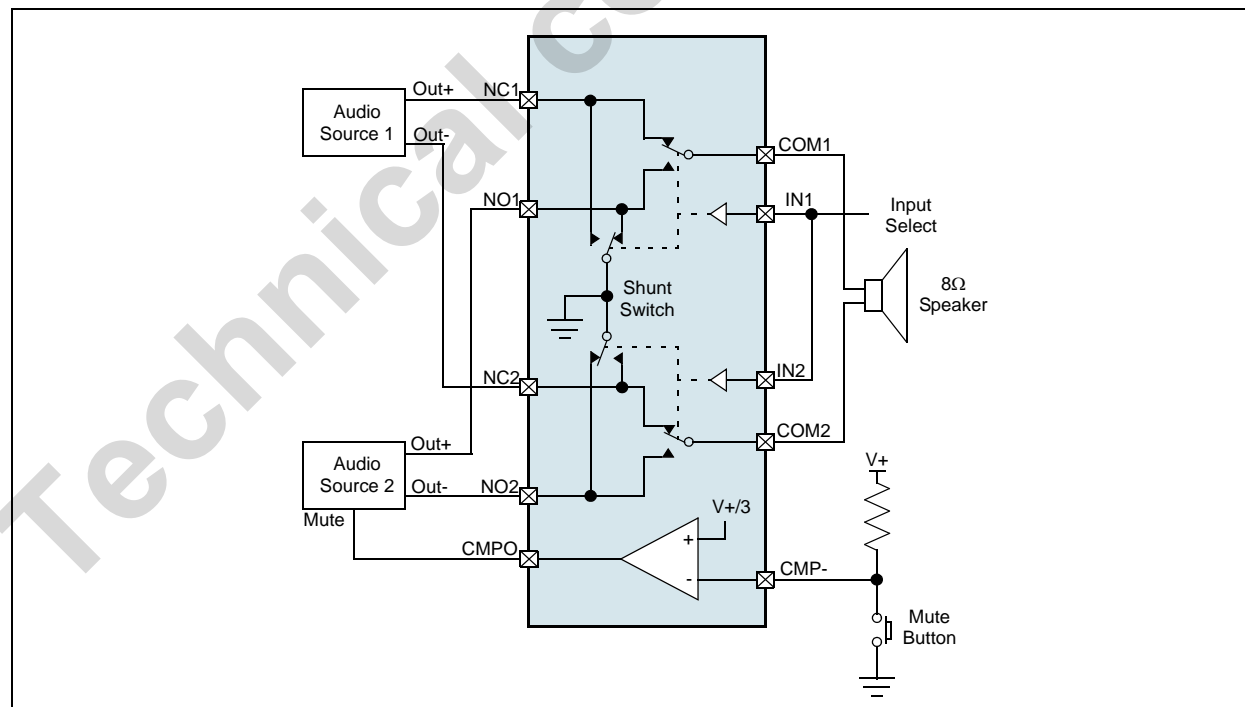 Technical co
Out+
NC1
Audio
Source 1
Out-
COM1
NO1
IN1
Input
Select
Shunt
Switch
8Ω
Speaker
NC2
IN2
COM2
Out+
Audio
Source 2
Out-
NO2
Mute
V+
V+/3
+
CMPO
-
CMP-
Mute
Button